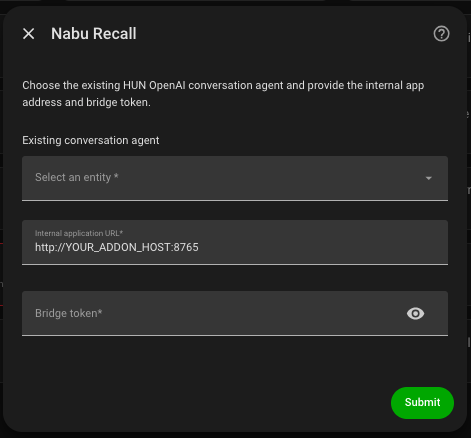 Nabu Recall
Choose the existing HUN OpenAI conversation agent and provide the internal app
address and bridge token.
Existing conversation agent
Select an entity *
Internal application URL*
http://YOUR_ADDON_HOST:8765
Bridge token*
Submit